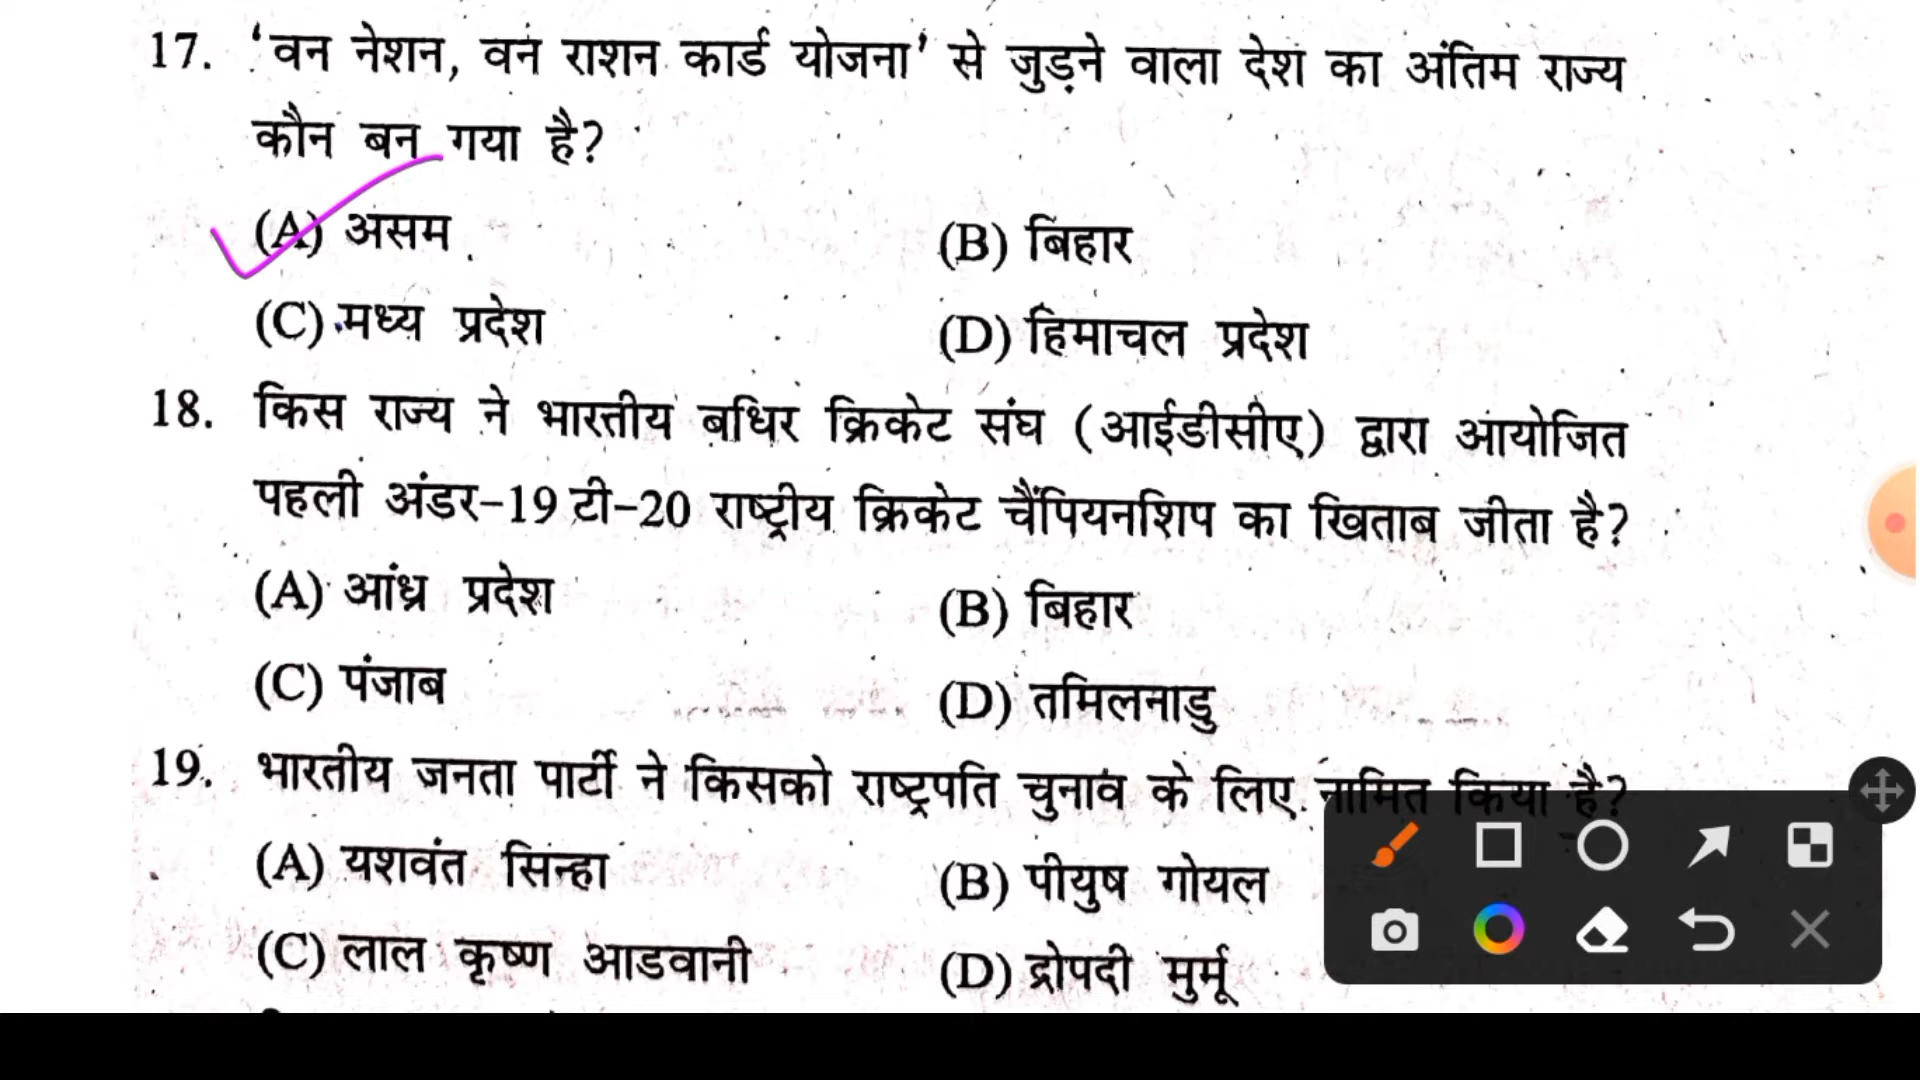 17. ‘वन नेशन, वन राशन कार्ड योजना’ से जुड़ने वाला देश का अंतिम राज्य
कौन बन गया है?
(A) असम (B) बिहार
(C) मध्य प्रदेश (D) हिमाचल प्रदेश
18. किस राज्य ने भारतीय बधिर क्रिकेट संघ (आईडीसीए) द्वारा आयोजित
पहली अंडर-19 टी-20 राष्ट्रीय क्रिकेट चैंपियनशिप का खिताब जीता है?
(A) आंध्र प्रदेश (B) बिहार
(C) पंजाब (D) तमिलनाडु
19. भारतीय जनता पार्टी ने किसको राष्ट्रपति चुनाव के लिए नामित किया है?
(A) यशवंत सिन्हा (B) पीयुष गोयल
(C) लाल कृष्ण आडवानी (D) द्रोपदी मुर्मू